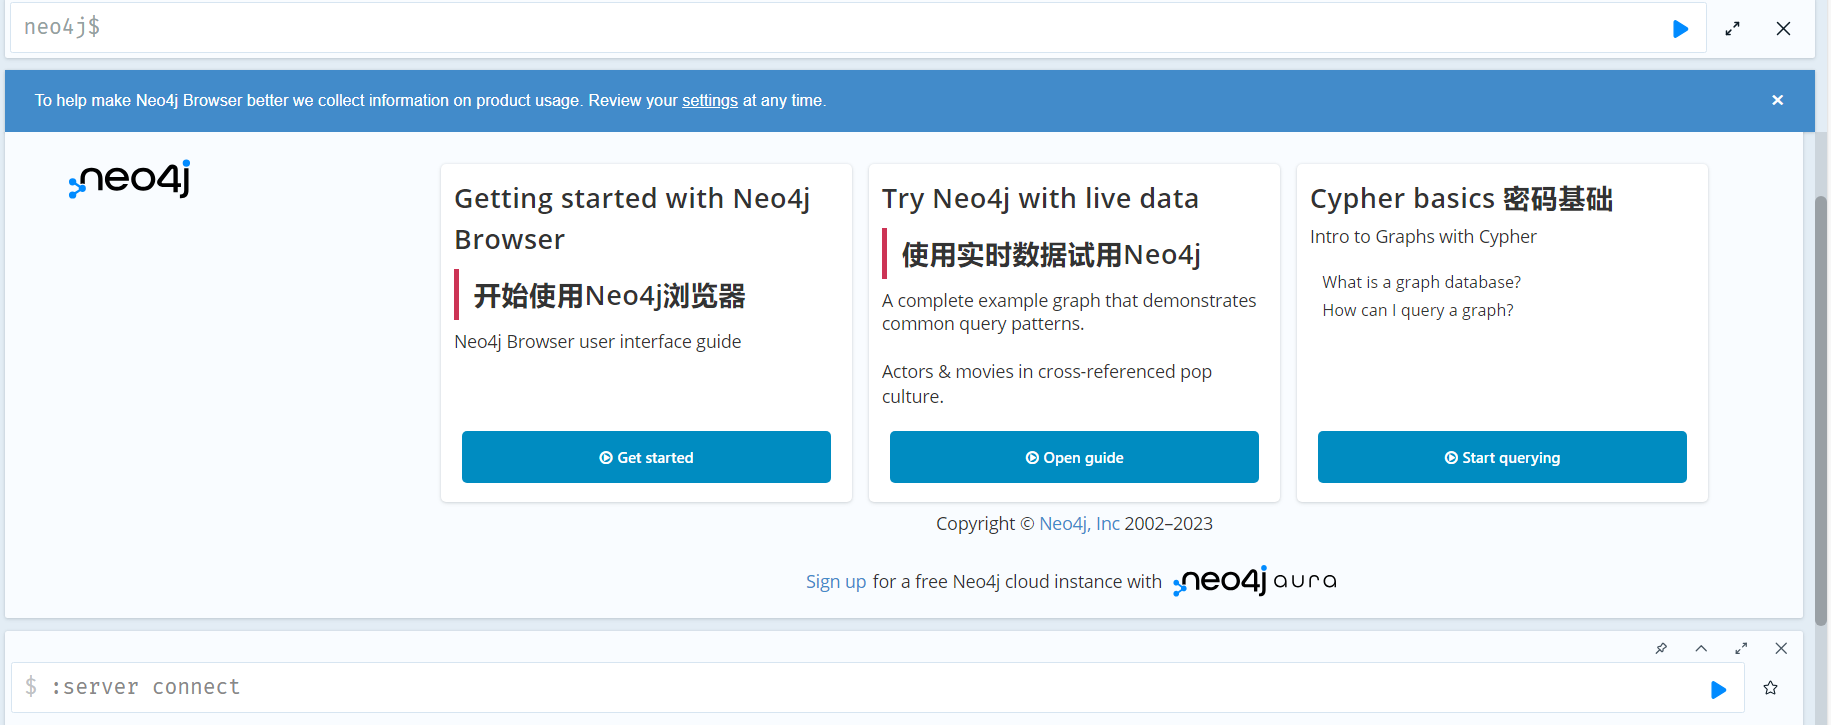 neo4j$
To help make Neo4j Browser better we collect information on product usage. Review your settings at any time.
neo4j
Getting started with Neo4j
Browser
开始使用Neo4j浏览器
Neo4j Browser user interface guide
Get started
Try Neo4j with live data
使用实时数据试用Neo4j
A complete example graph that demonstrates
common query patterns.
Actors & movies in cross-referenced pop
culture.
Open guide
Cypher basics 密码基础
Intro to Graphs with Cypher
What is a graph database?
How can I query a graph?
Start querying
Copyright © Neo4j, Inc 2002–2023
Sign up for a free Neo4j cloud instance with neo4j aura
$ :server connect